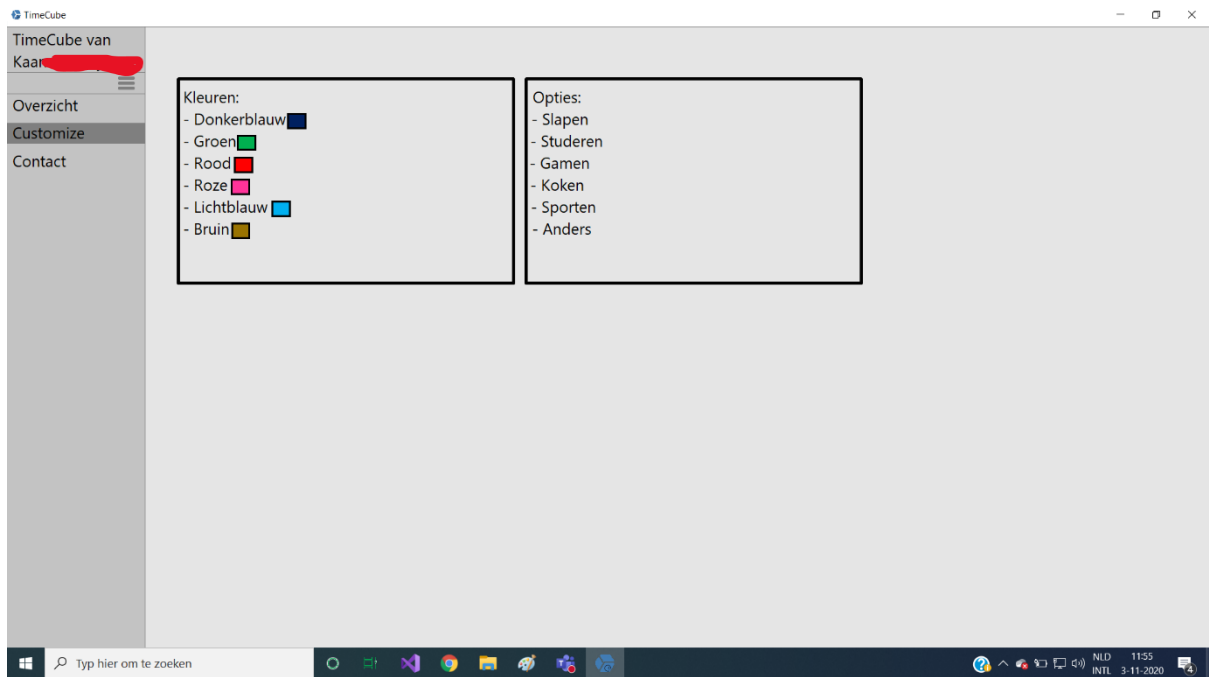 TimeCube
TimeCube van
Overzicht
Customize
Contact
Kleuren:
- Donkerblauw
- Groen
- Rood
- Roze
- Lichtblauw
- Bruin
Opties:
- Slapen
- Studeren
- Gamen
- Koken
- Sporten
- Anders
Typ hier om te zoeken
NLD
INTL
11:55
3-11-2020
4